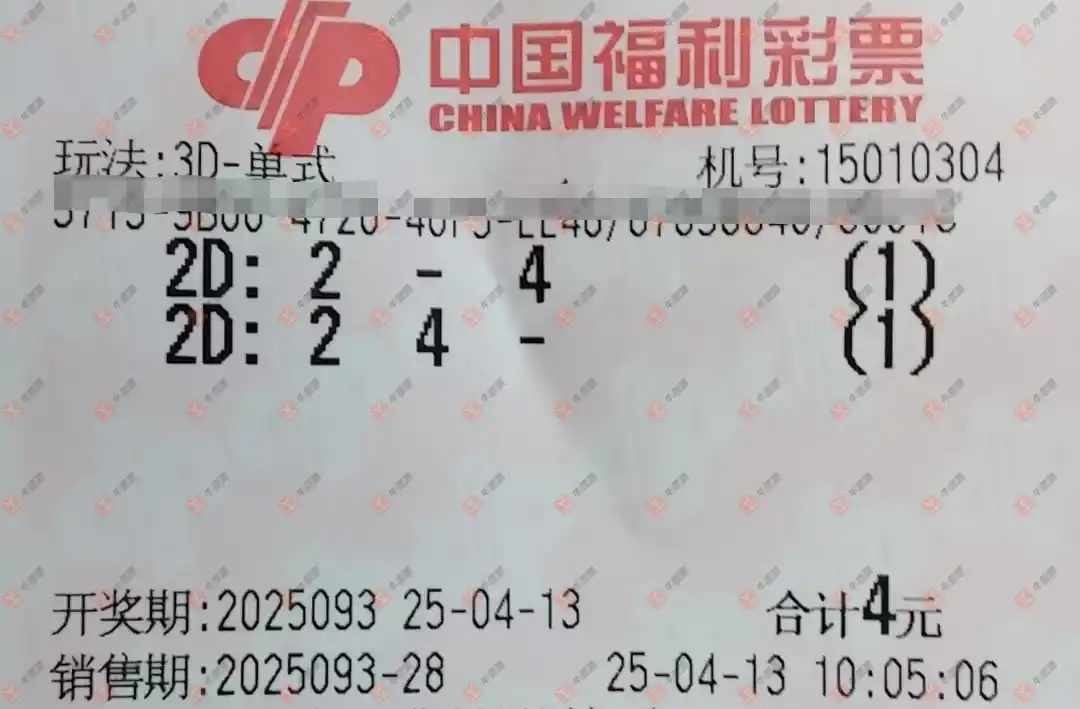 中国福利彩票
CHINA WELFARE LOTTERY
玩法:3D-单式 机号:15010304
2D: 2 - 4 (1)
2D: 2 4 - (1)
开奖期:2025093 25-04-13 合计4元
销售期:2025093-28 25-04-13 10:05:06